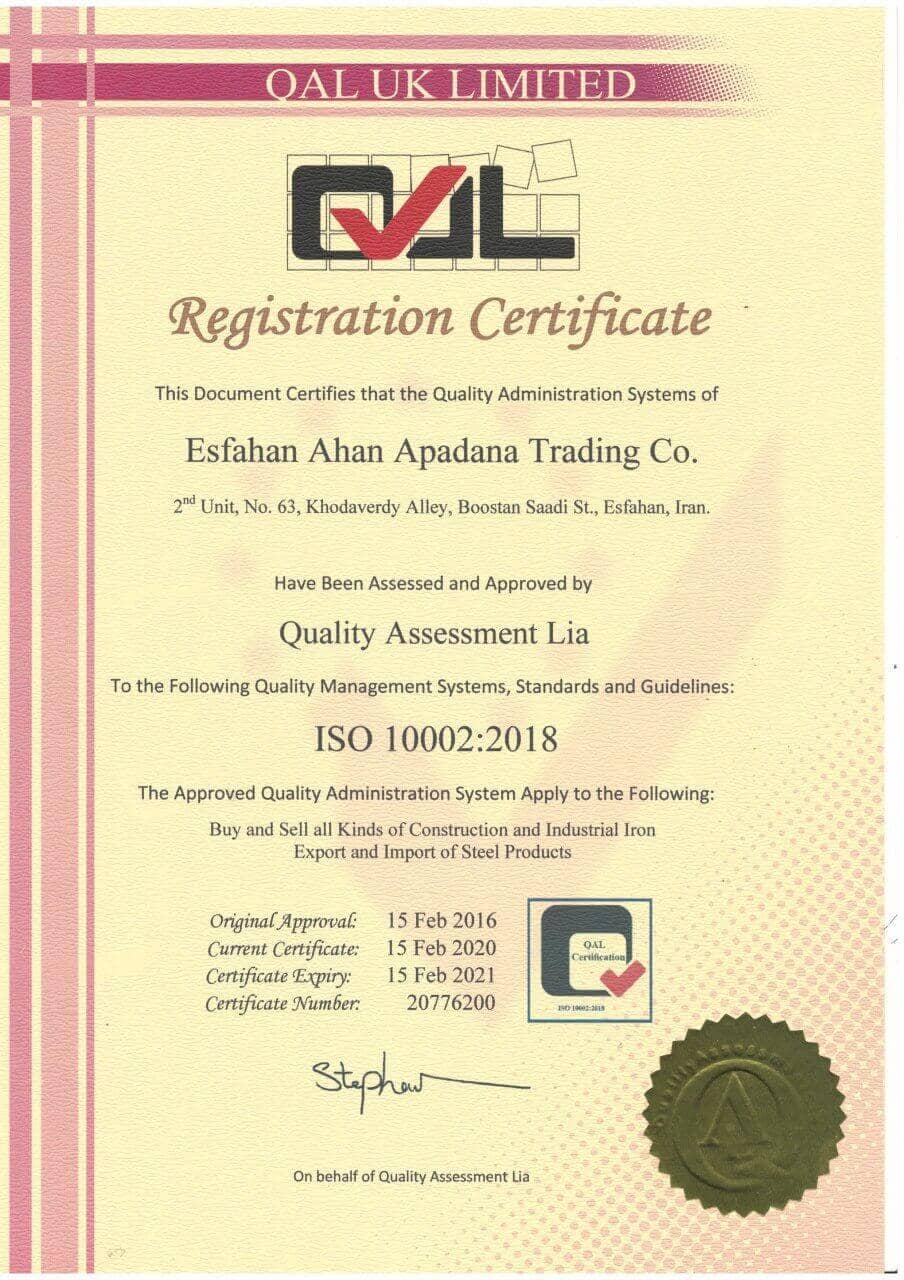 QAL UK LIMITED
QAL
Registration Certificate
This Document Certifies that the Quality Administration Systems of
Esfahan Ahan Apadana Trading Co.
2nd Unit, No. 63, Khodaverdy Alley, Boostan Saadi St., Esfahan, Iran.
Have Been Assessed and Approved by
Quality Assessment Lia
To the Following Quality Management Systems, Standards and Guidelines:
ISO 10002:2018
The Approved Quality Administration System Apply to the Following:
Buy and Sell all Kinds of Construction and Industrial Iron
Export and Import of Steel Products
Original Approval: 15 Feb 2016
Current Certificate: 15 Feb 2020
Certificate Expiry: 15 Feb 2021
Certificate Number: 20776200
QAL
Certification
ISO 10002:2018
Stephen
On behalf of Quality Assessment Lia